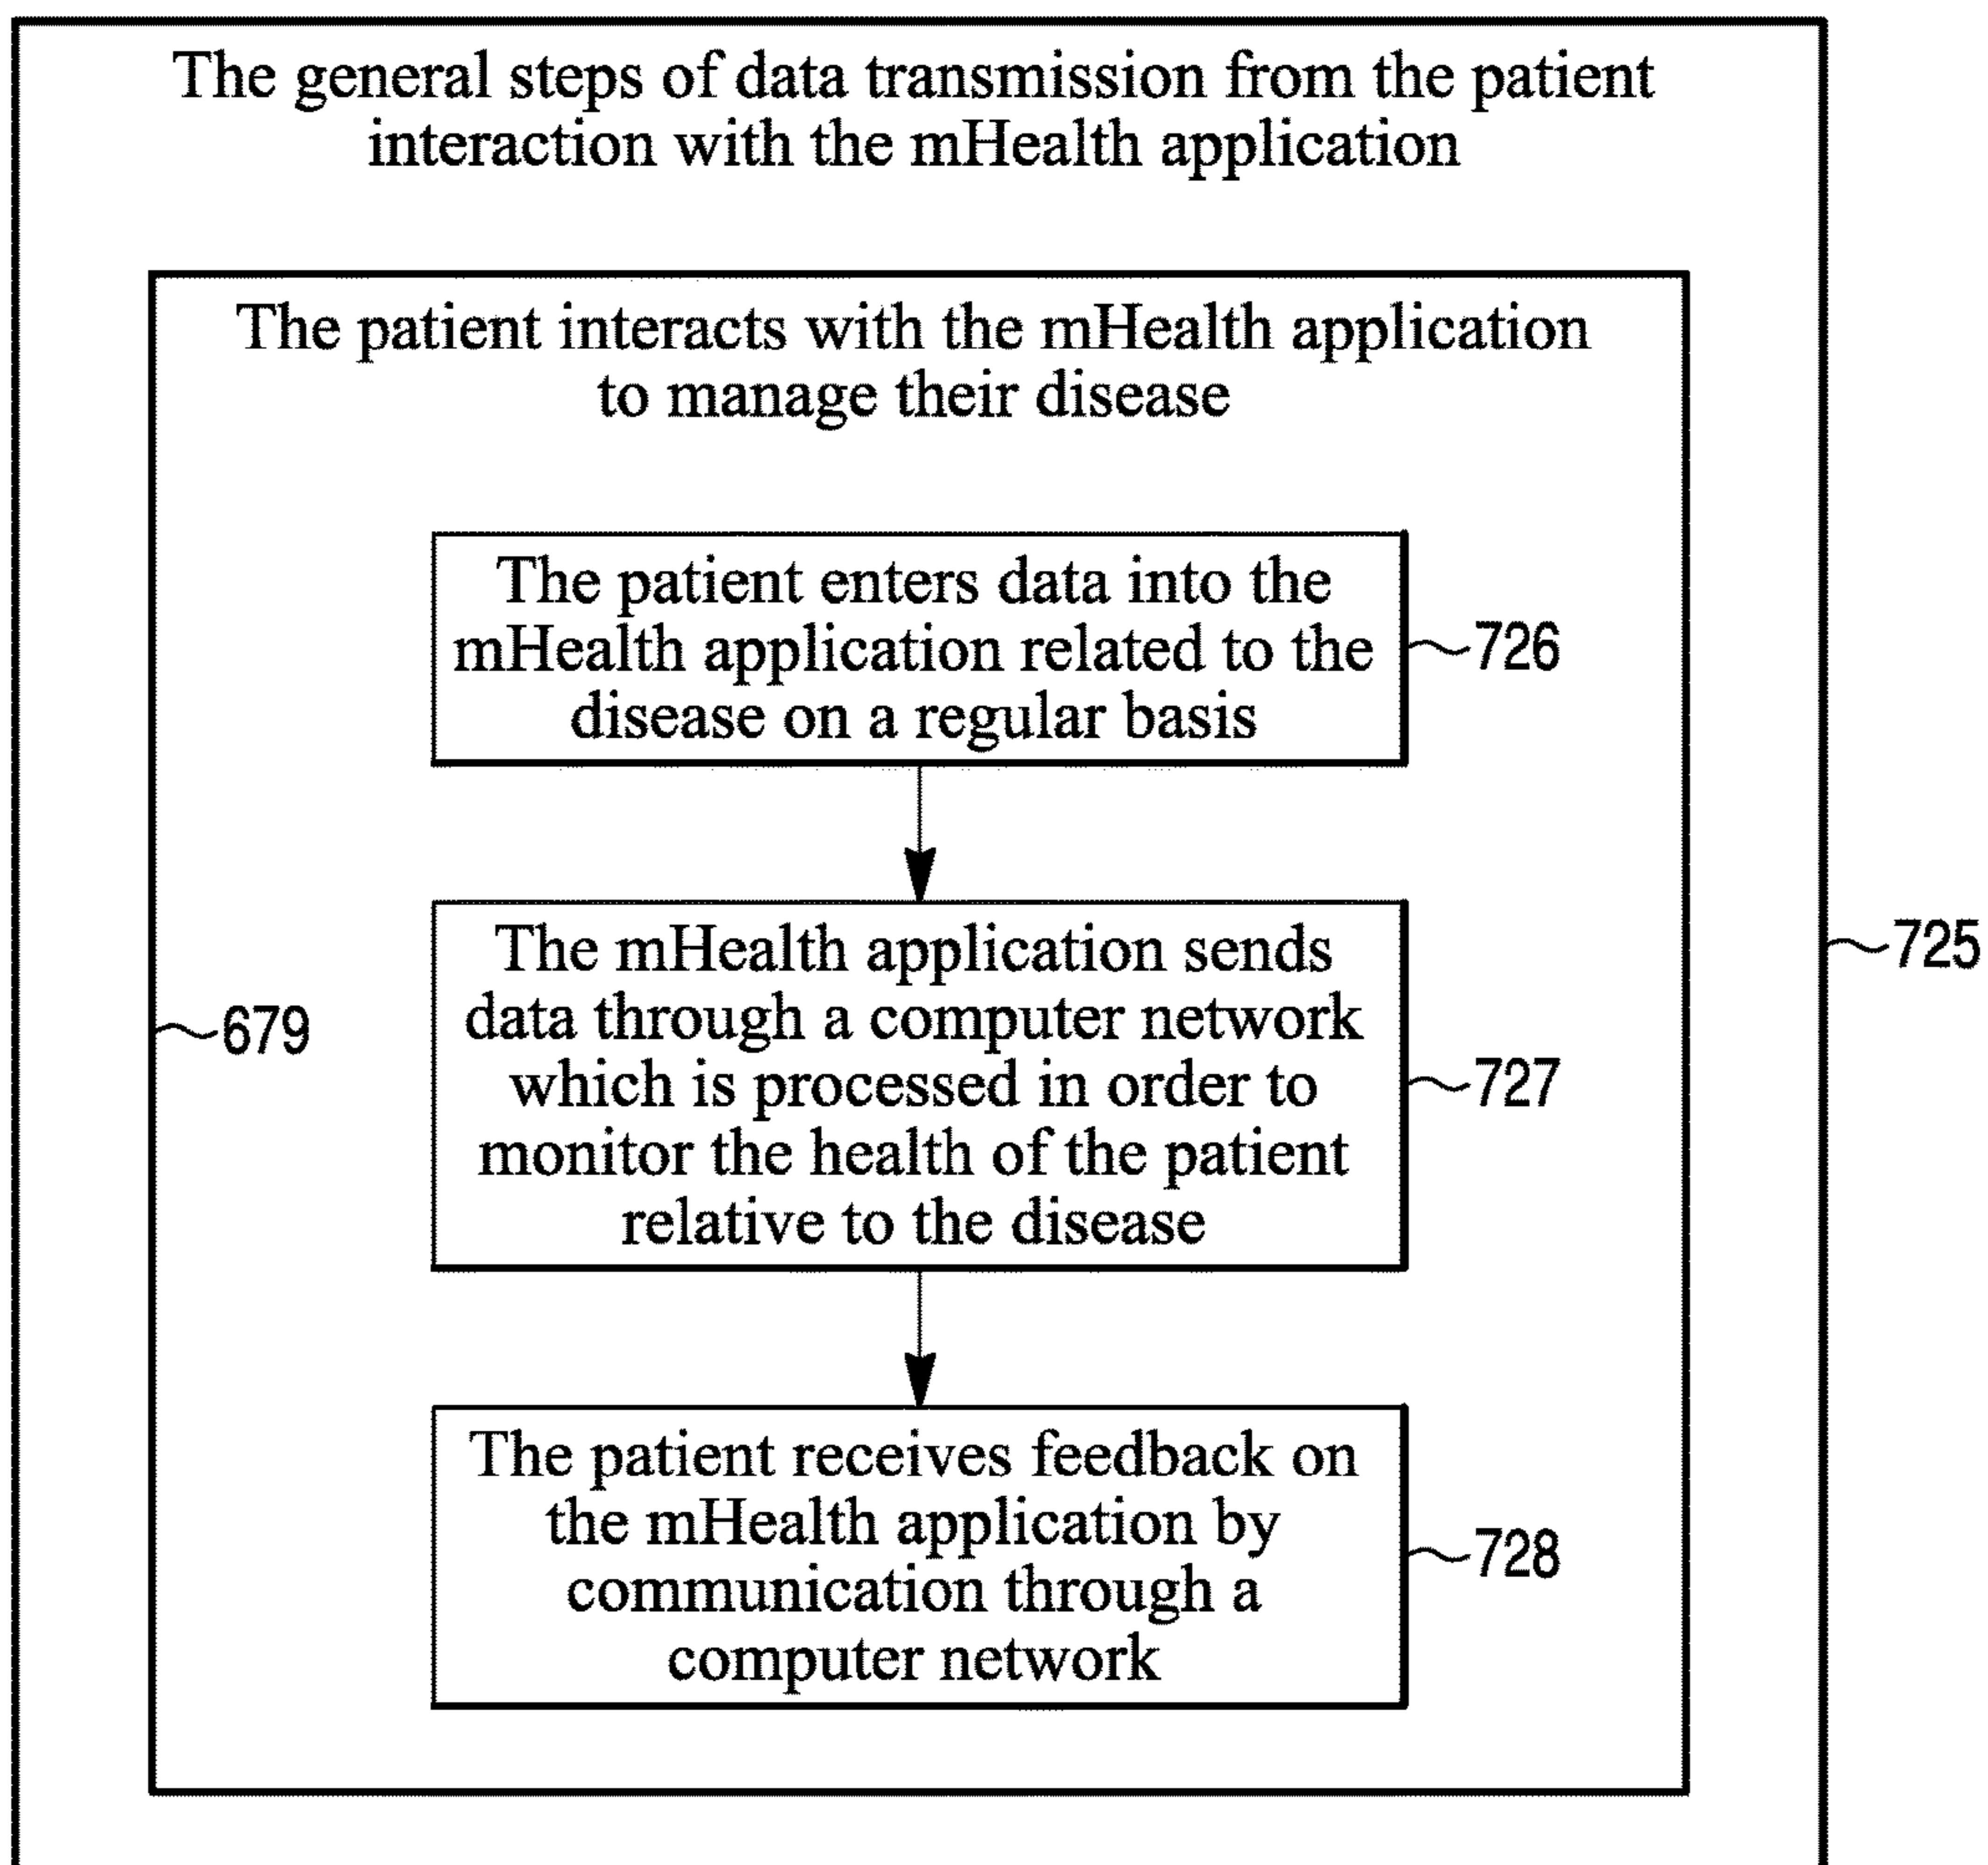 The general steps of data transmission from the patient
interaction with the mHealth application
The patient interacts with the mHealth application
to manage their disease
The patient enters data into the
mHealth application related to the
disease on a regular basis
726
The mHealth application sends
data through a computer network
which is processed in order to
monitor the health of the patient
relative to the disease
727
725
679
The patient receives feedback on
the mHealth application by
communication through a
computer network
728